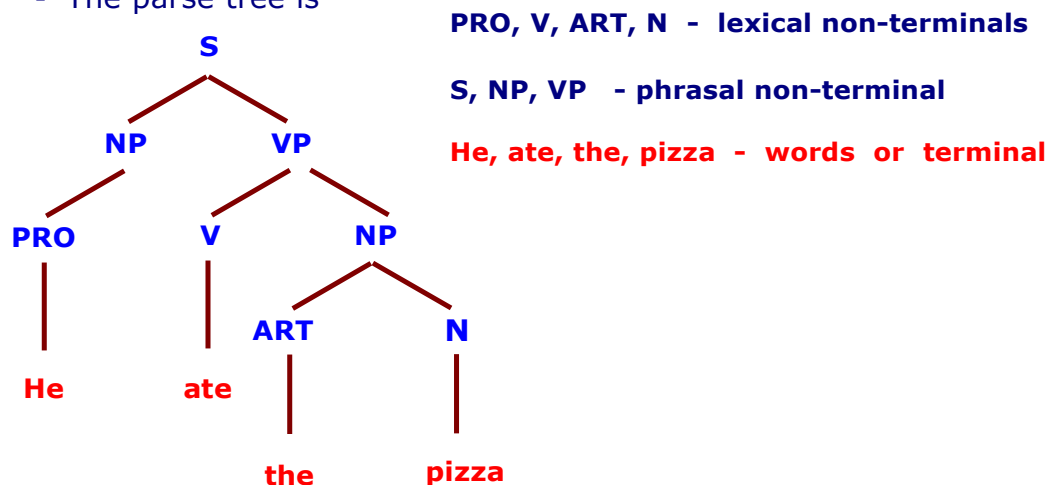 - The parse tree is
PRO, V, ART, N - lexical non-terminals
S
S, NP, VP - phrasal non-terminal
NP VP
He, ate, the, pizza - words or terminal
PRO V NP
ART N
He ate
the pizza